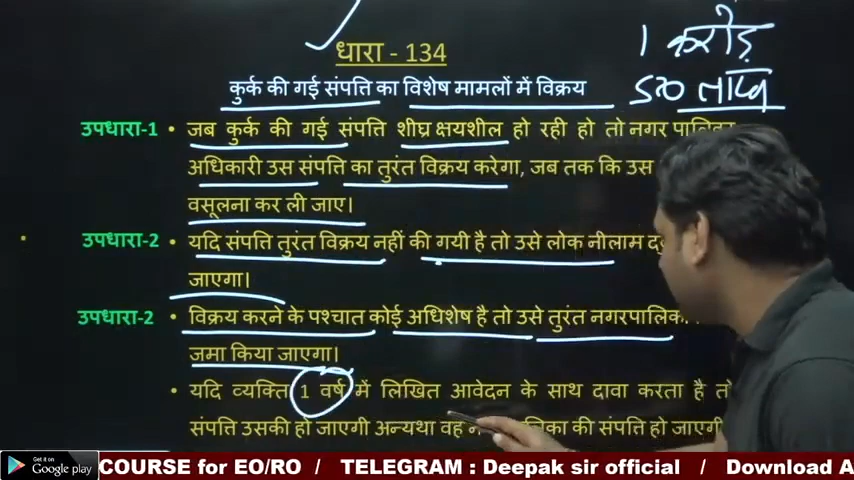 1 करोड़
धारा - 134
कुर्क की गई संपत्ति का विशेष मामलों में विक्रय
उपधारा-1 • जब कुर्क की गई संपत्ति शीघ्र क्षयशील हो रही हो तो नगर
अधिकारी उस संपत्ति का तुरंत विक्रय करेगा, जब तक कि उस
वसूलना कर ली जाए।
उपधारा-2 • यदि संपत्ति तुरंत विक्रय नहीं की गयी है तो उसे लोक नीलाम
जाएगा।
उपधारा-2 • विक्रय करने के पश्चात कोई अधिशेष है तो उसे तुरंत
जमा किया जाएगा।
• यदि व्यक्ति 1 वर्ष में लिखित आवेदन के साथ दावा करता है तो
संपत्ति उसकी हो जाएगी अन्यथा वह की संपत्ति हो जाएगी
GET IT ON Google play COURSE for EO/RO / TELEGRAM : Deepak sir official / Download